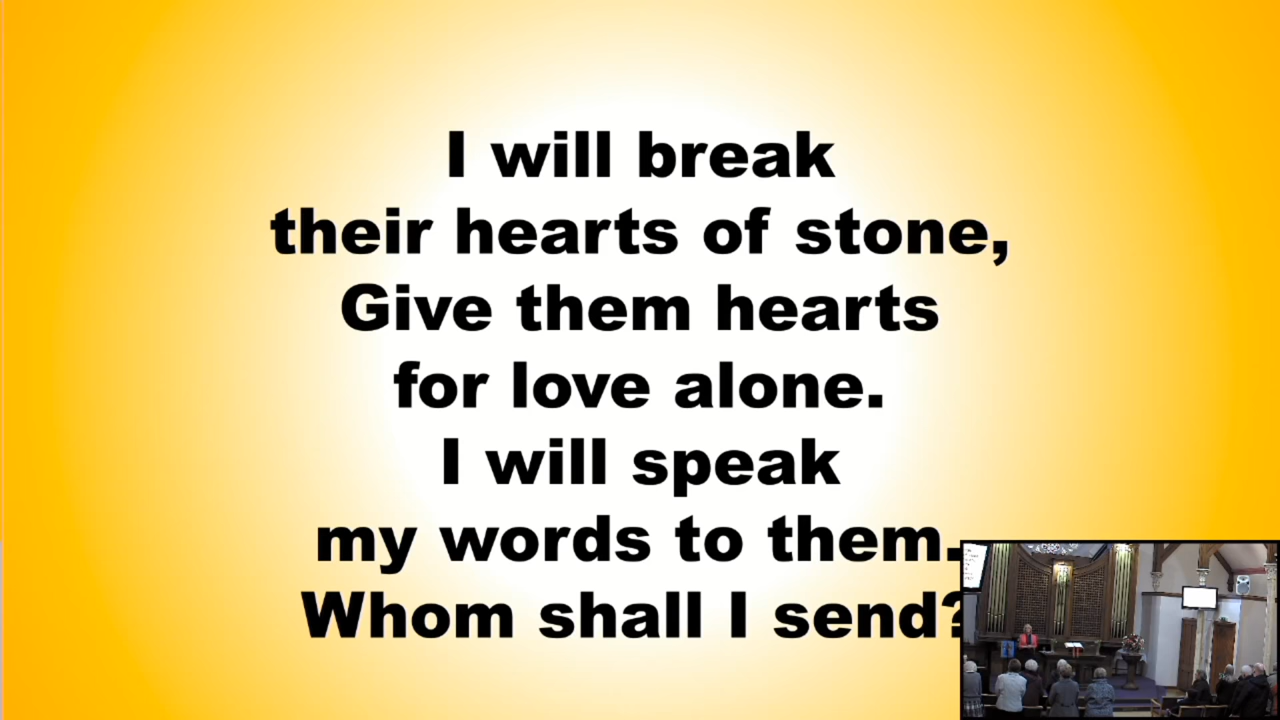 I will break
their hearts of stone,
Give them hearts
for love alone.
I will speak
my words to them.
Whom shall I send?